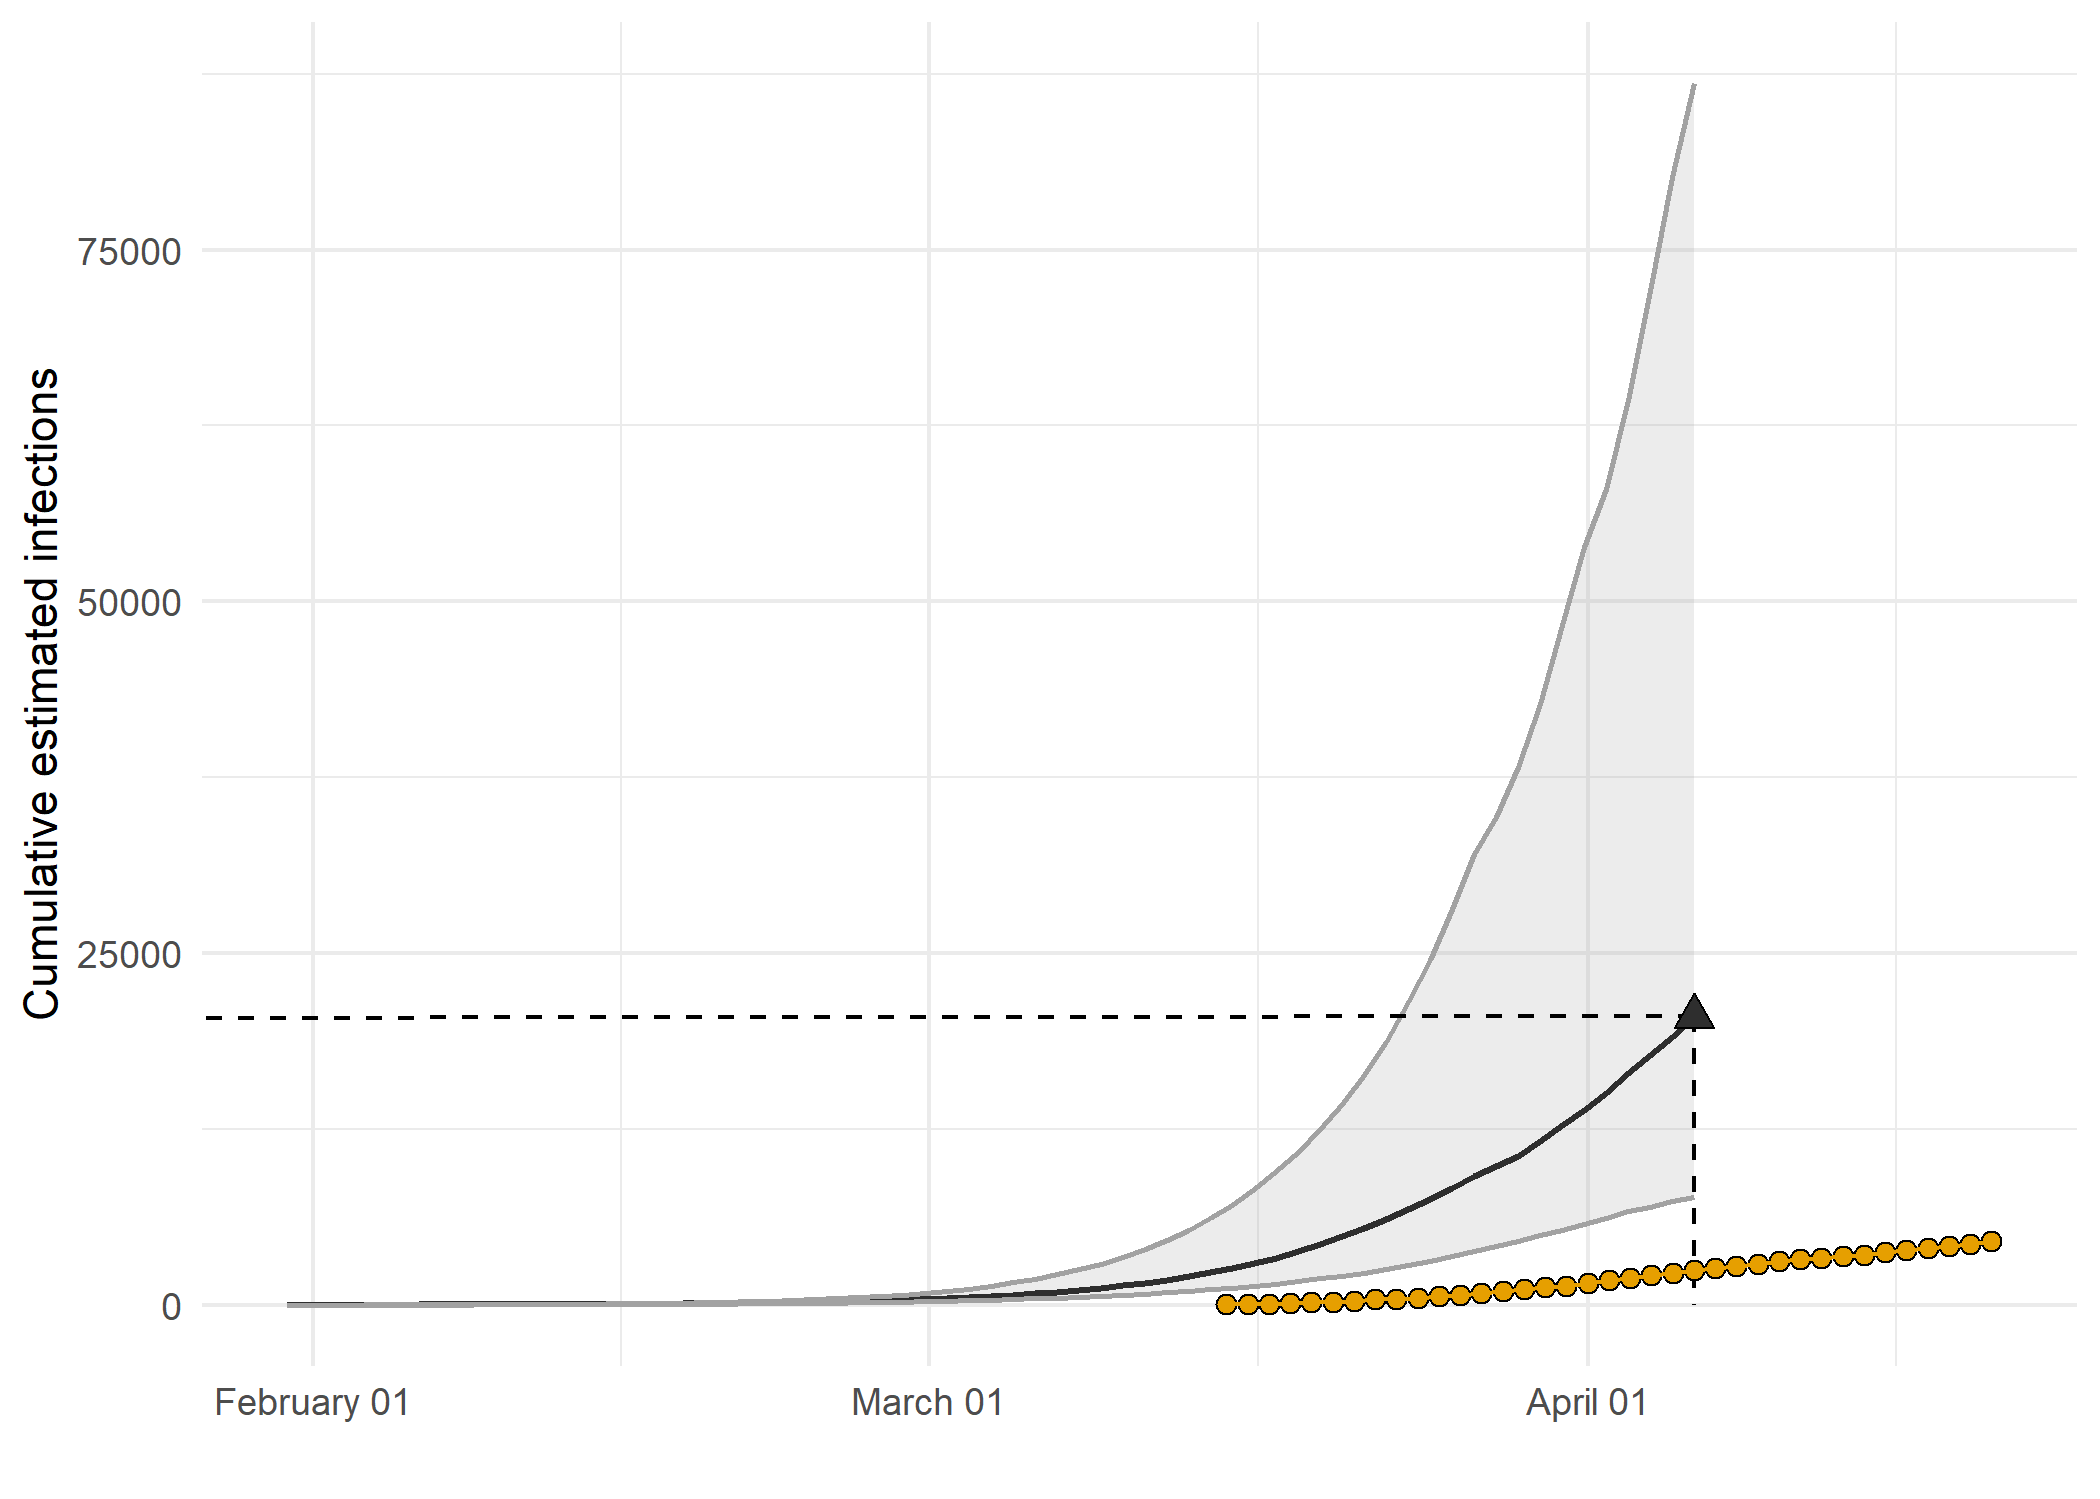 Cumulative estimated infections
75000
50000
25000
0
February 01
March 01
April 01